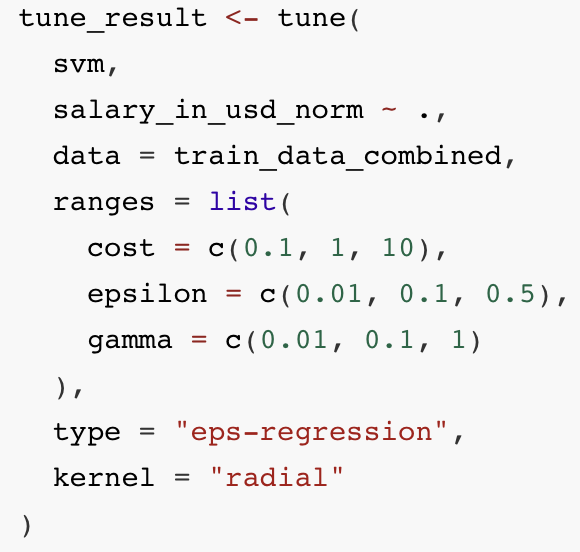 tune_result <- tune(
  svm,
  salary_in_usd_norm ~ .,
  data = train_data_combined,
  ranges = list(
    cost = c(0.1, 1, 10),
    epsilon = c(0.01, 0.1, 0.5),
    gamma = c(0.01, 0.1, 1)
  ),
  type = "eps-regression",
  kernel = "radial"
)